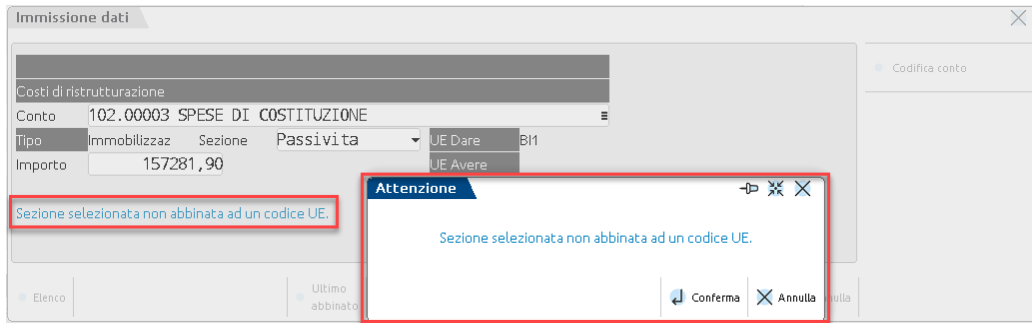 Immissione dati
Codifica conto
Costi di ristrutturazione
Conto 102.00003 SPESE DI COSTITUZIONE
Tipo Immobilizzaz Sezione Passivita UE Dare BI1
Importo 157281,90 UE Avere
Sezione selezionata non abbinata ad un codice UE.
Attenzione
Sezione selezionata non abbinata ad un codice UE.
Conferma Annulla
Elenco
Ultimo
abbinato
nulla